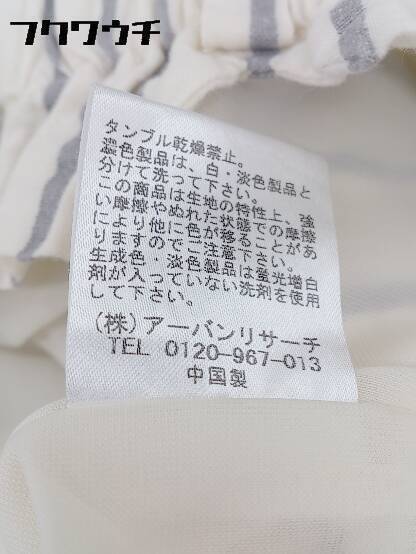 フクワウチ
タンブル乾燥禁止。
濃色製品は、白・淡色製品と
分けて洗って下さい。
この商品は生地の特性上、強
い摩擦やぬれた状態での摩擦
により他に色が移ることがあ
りますのでご注意下さい。
生成色・淡色製品は蛍光増白
剤が入っていない洗剤を使用
して下さい。
(株)アーバンリサーチ
TEL 0120-967-013
中国製